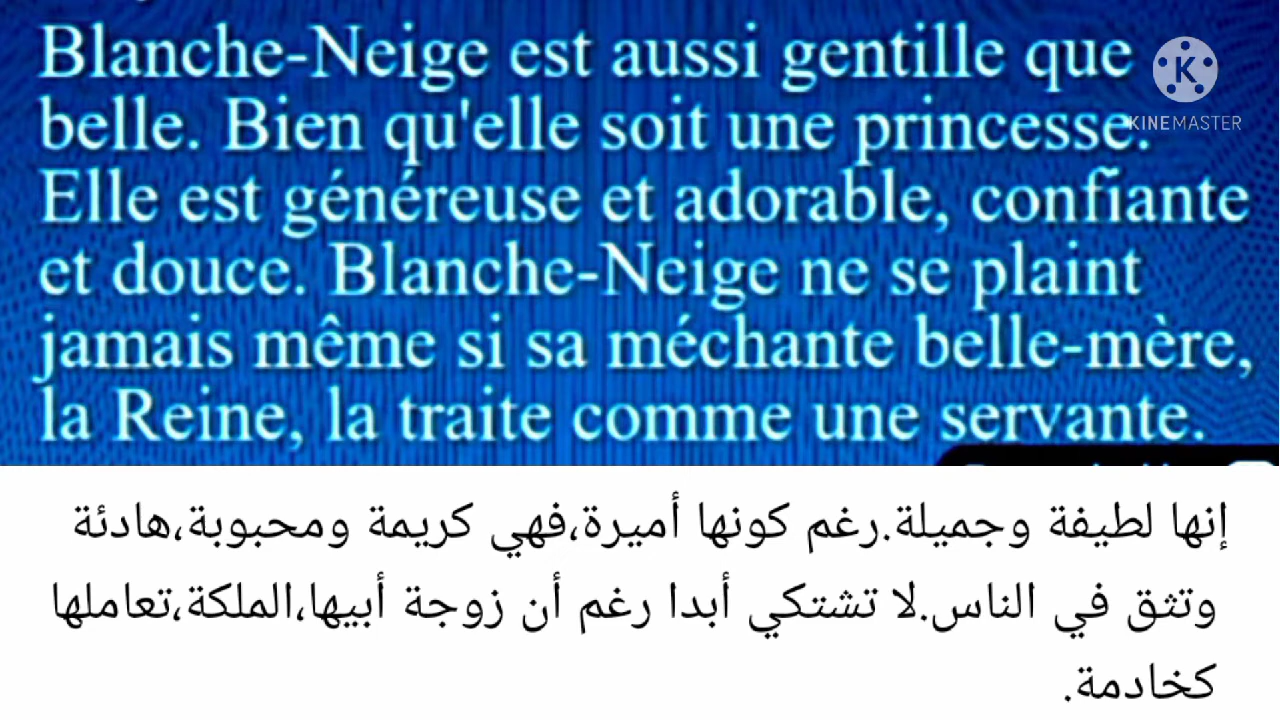 Blanche-Neige est aussi gentille que
belle. Bien qu'elle soit une princesse.
KINEMASTER
Elle est généreuse et adorable, confiante
et douce. Blanche-Neige ne se plaint
jamais même si sa méchante belle-mère,
la Reine, la traite comme une servante.
إنها لطيفة وجميلة.رغم كونها أميرة،فهي كريمة ومحبوبة،هادئة
وتثق في الناس.لا تشتكي أبدا رغم أن زوجة أبيها،الملكة،تعاملها
كخادمة.